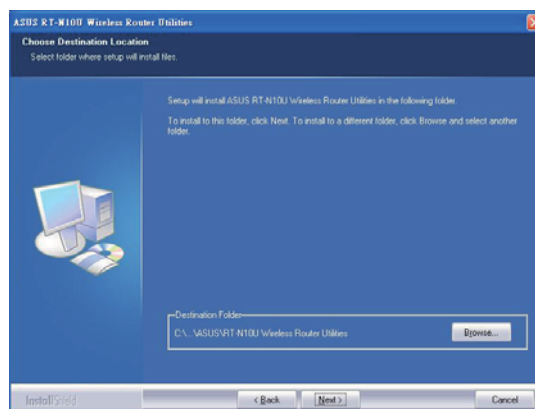 ASUS RT-N10U Wireless Router Utilities
Choose Destination Location
Select folder where setup will install files.
Setup will install ASUS RT-N10U Wireless Router Utilities in the following folder.
To install to this folder, click Next. To install to a different folder, click Browse and select another
folder.
Destination Folder
C:\...\ASUS\RT-N10U Wireless Router Utilities
Browse...
InstallShield
< Back
Next >
Cancel